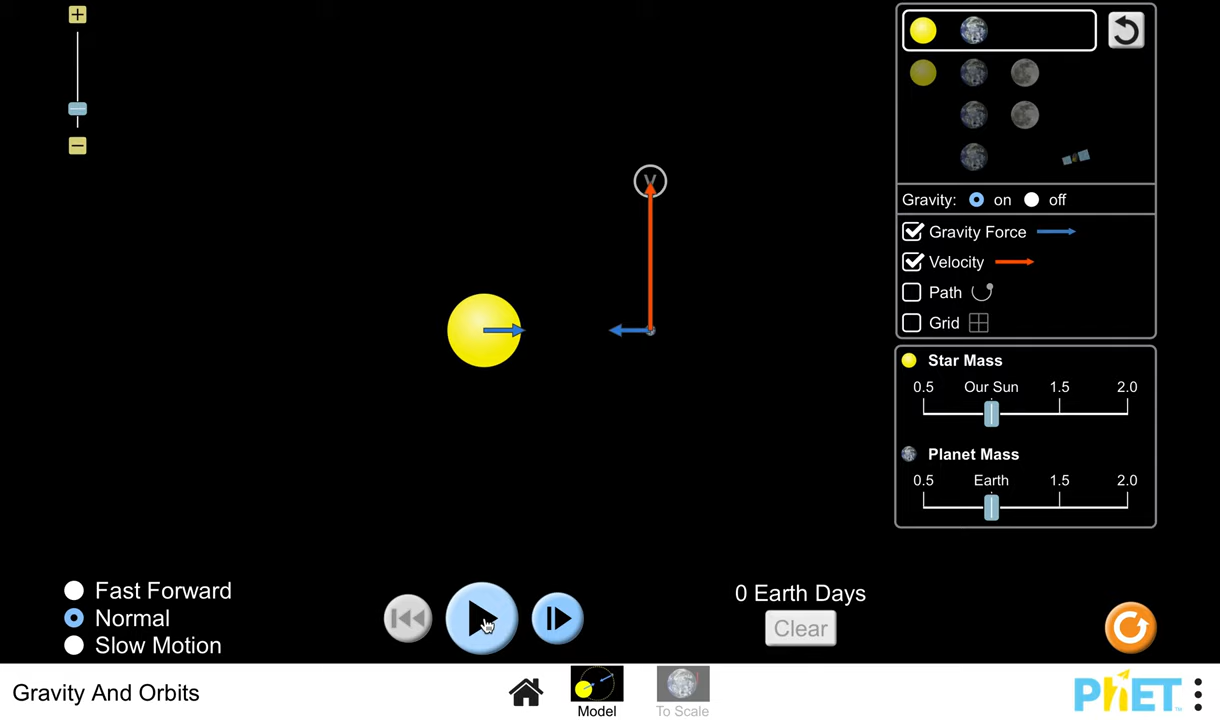 V
Gravity: on off
Gravity Force
Velocity
Path
Grid
Star Mass
0.5 Our Sun 1.5 2.0
Planet Mass
0.5 Earth 1.5 2.0
Fast Forward
Normal
Slow Motion
0 Earth Days
Clear
Gravity And Orbits
Model
To Scale
PhET